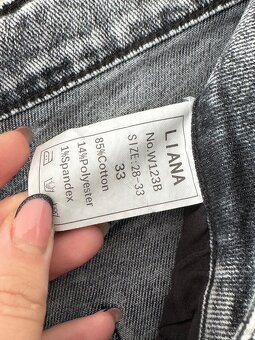 LIANA
No.W123B
SIZE:28-33
33
85%Cotton
14%Polyester
1%Spandex